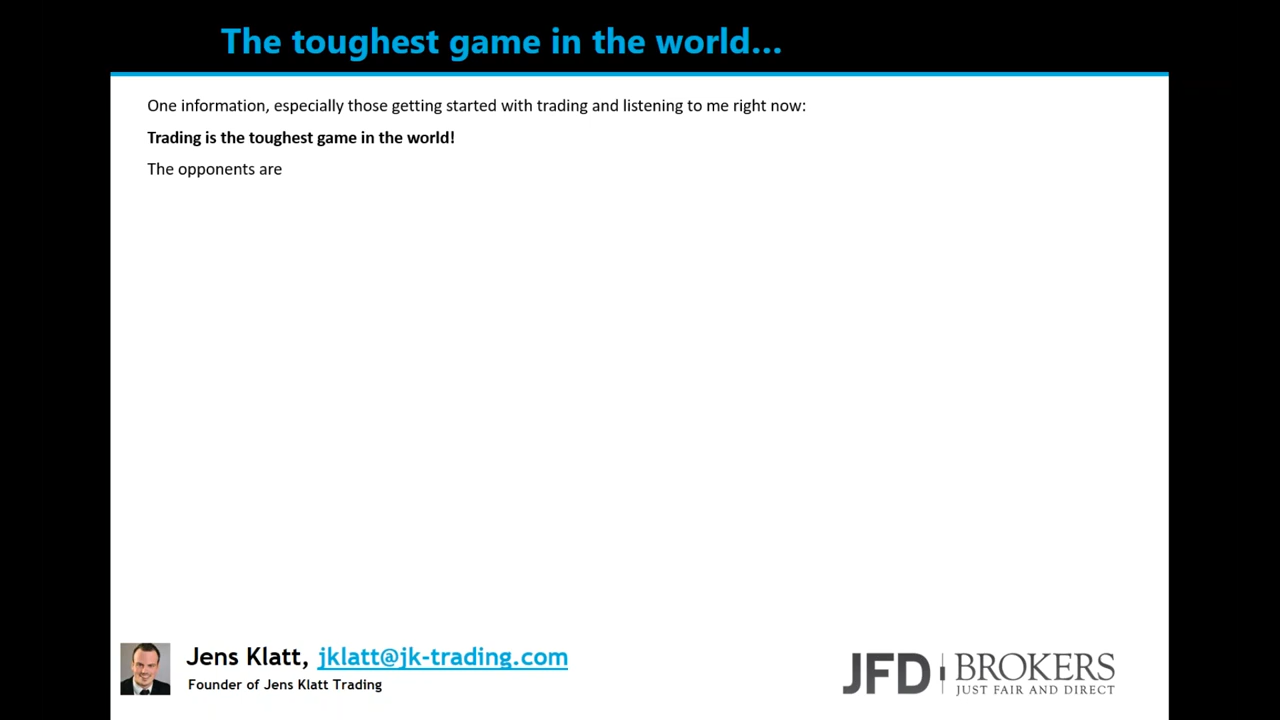 The toughest game in the world...
One information, especially those getting started with trading and listening to me right now:
Trading is the toughest game in the world!
The opponents are
Jens Klatt, jklatt@jk-trading.com
Founder of Jens Klatt Trading
JFD BROKERS
JUST FAIR AND DIRECT